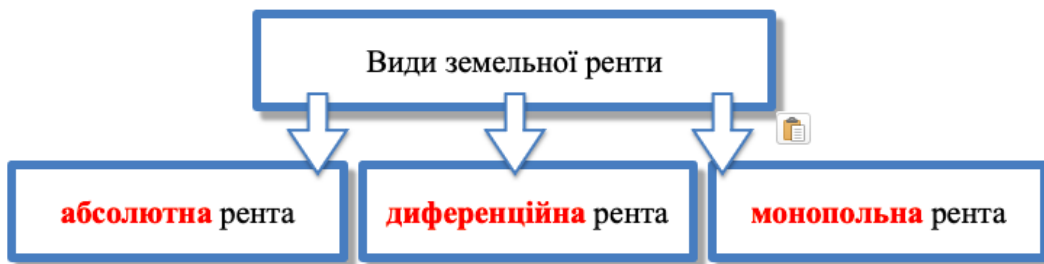 Види земельної ренти
абсолютна рента
диференційна рента
монопольна рента